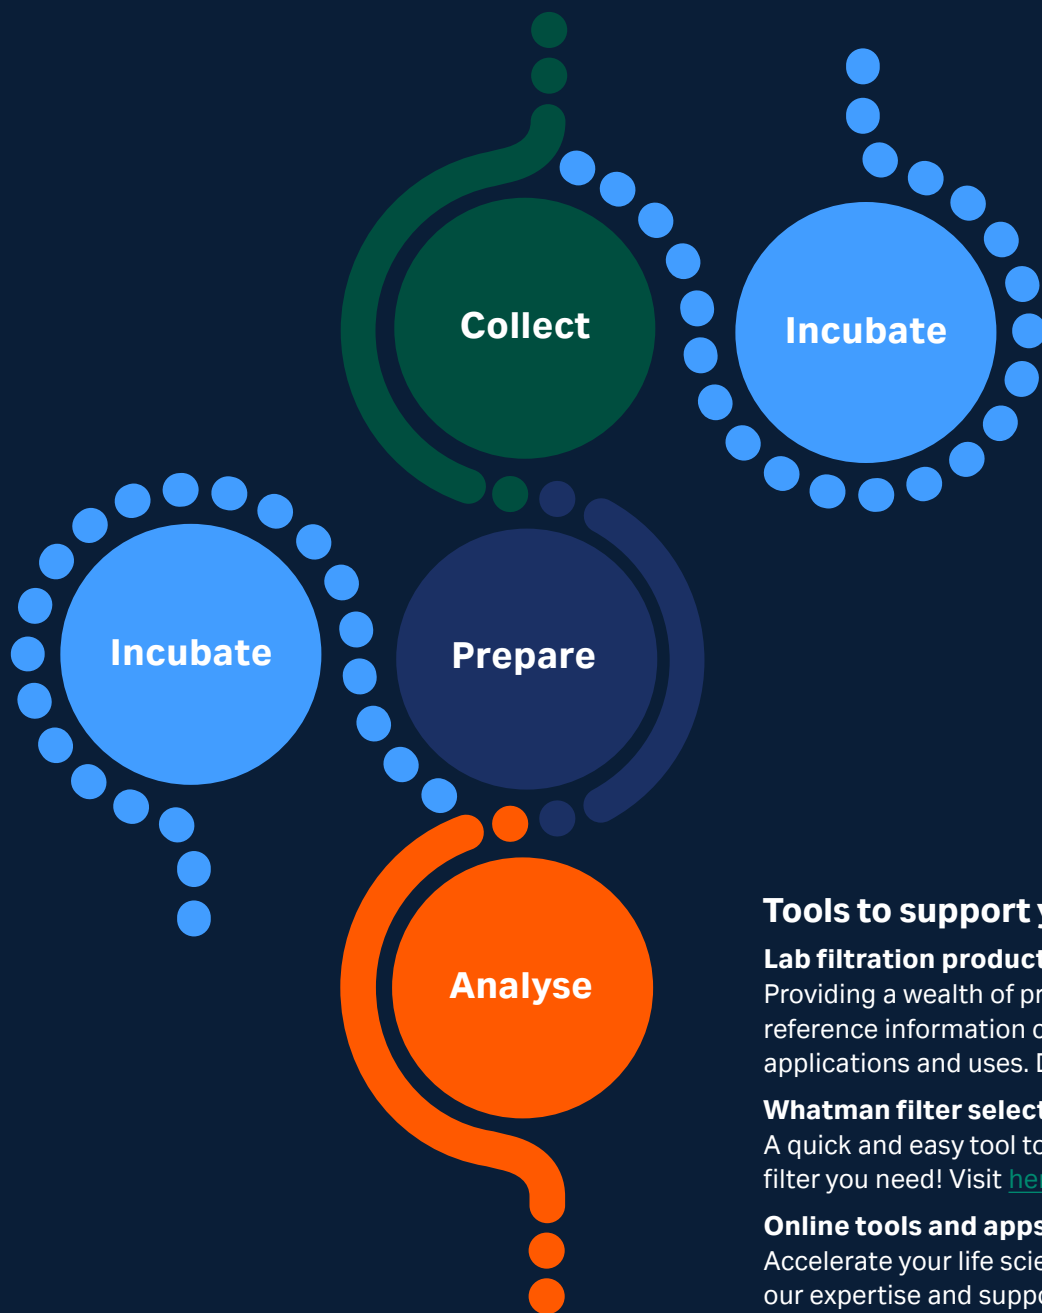 Collect
Incubate
Incubate
Prepare
Analyse
Tools to support
Lab filtration product
Providing a wealth of
reference information
applications and uses.
Whatman filter select
A quick and easy tool to
filter you need! Visit
Online tools and apps
Accelerate your life
our expertise and